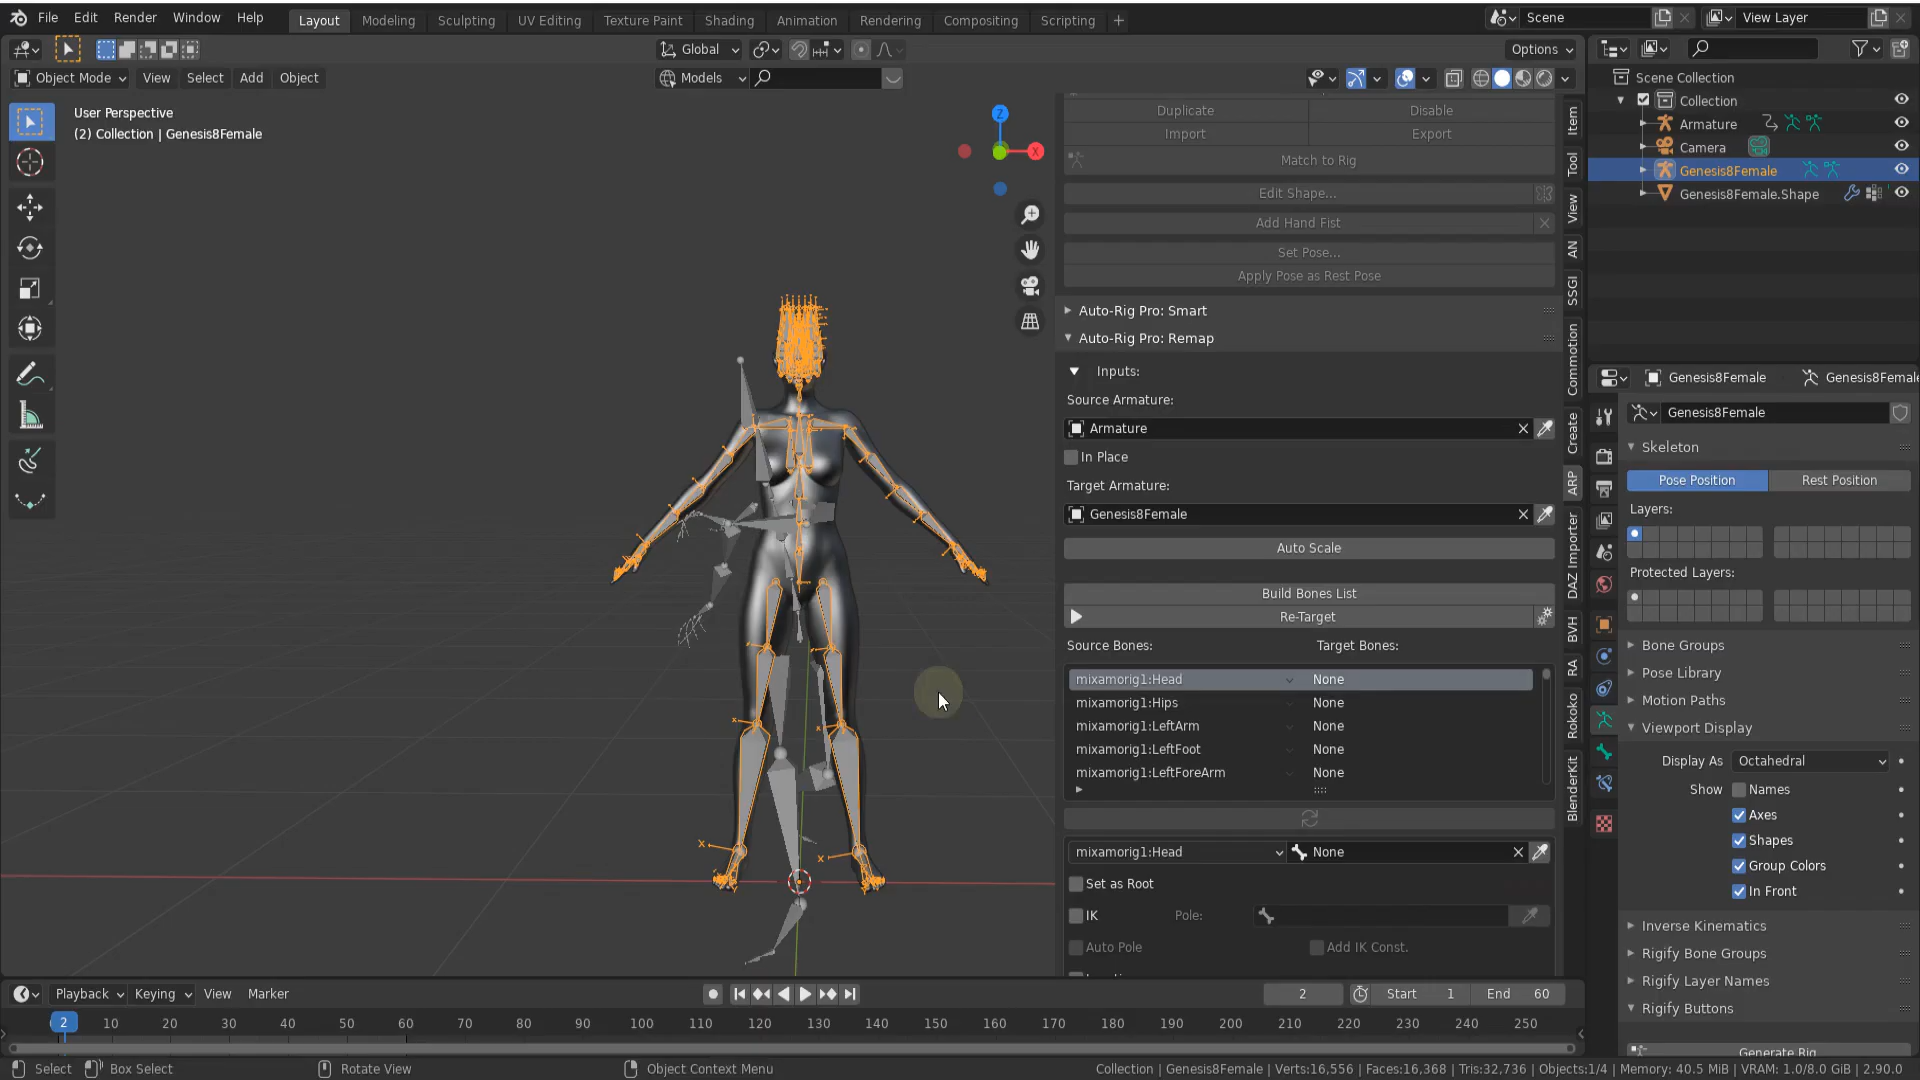 File Edit Render Window Help Layout Modeling Sculpting UV Editing Texture Paint Shading Animation Rendering Compositing Scripting + Scene View Layer
Global Options
Object Mode View Select Add Object Models
User Perspective
(2) Collection | Genesis8Female
Z
X
Duplicate Disable
Import Export
Match to Rig
Edit Shape...
Add Hand Fist
Set Pose...
Apply Pose as Rest Pose
Auto-Rig Pro: Smart
Auto-Rig Pro: Remap
Inputs:
Source Armature:
Armature
In Place
Target Armature:
Genesis8Female
Auto Scale
Build Bones List
Re-Target
Source Bones: Target Bones:
mixamorig1:Head None
mixamorig1:Hips None
mixamorig1:LeftArm None
mixamorig1:LeftFoot None
mixamorig1:LeftForeArm None
mixamorig1:Head None
Set as Root
IK Pole:
Auto Pole Add IK Const.
Item
Tool
View
AN
SSGI
Commotion
Create
ARP
DAZ Importer
BVH
RA
Rokoko
BlenderKit
Scene Collection
Collection
Armature
Camera
Genesis8Female
Genesis8Female.Shape
Genesis8Female Genesis8Female
Genesis8Female
Skeleton
Pose Position Rest Position
Layers:
Protected Layers:
Bone Groups
Pose Library
Motion Paths
Viewport Display
Display As Octahedral
Show Names
Axes
Shapes
Group Colors
In Front
Inverse Kinematics
Rigify Bone Groups
Rigify Layer Names
Rigify Buttons
Generate Rig
Playback Keying View Marker 2 Start 1 End 60
2 10 20 30 40 50 60 70 80 90 100 110 120 130 140 150 160 170 180 190 200 210 220 230 240 250
Select Box Select Rotate View Object Context Menu Collection | Genesis8Female | Verts:16,556 | Faces:16,368 | Tris:32,736 | Objects:1/4 | Memory: 40.5 MiB | VRAM: 1.0/8.0 GiB | 2.90.0